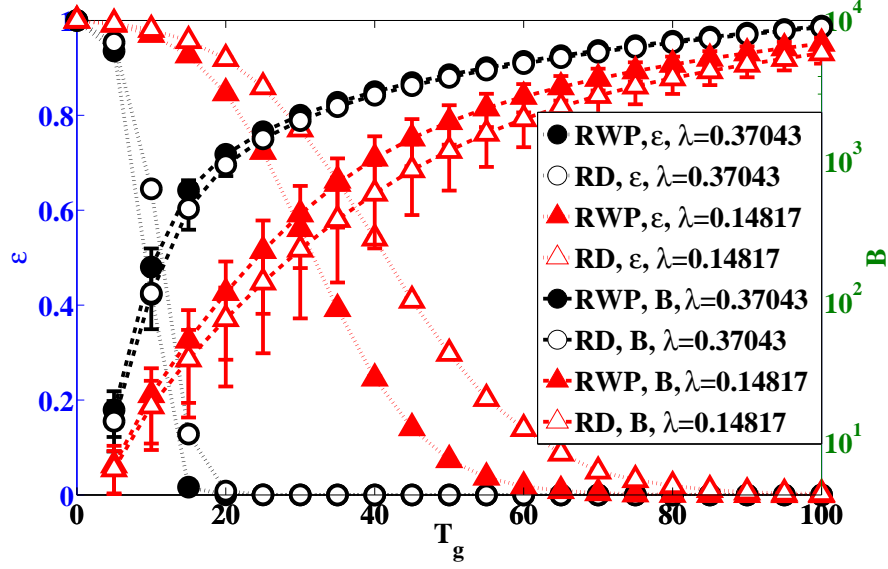 1
0.8
0.6
0.4
0.2
0
ε
0
20
40
60
80
100
T_g
10^4
10^3
10^2
10^1
B
RWP, ε, λ=0.37043
RD, ε, λ=0.37043
RWP, ε, λ=0.14817
RD, ε, λ=0.14817
RWP, B, λ=0.37043
RD, B, λ=0.37043
RWP, B, λ=0.14817
RD, B, λ=0.14817